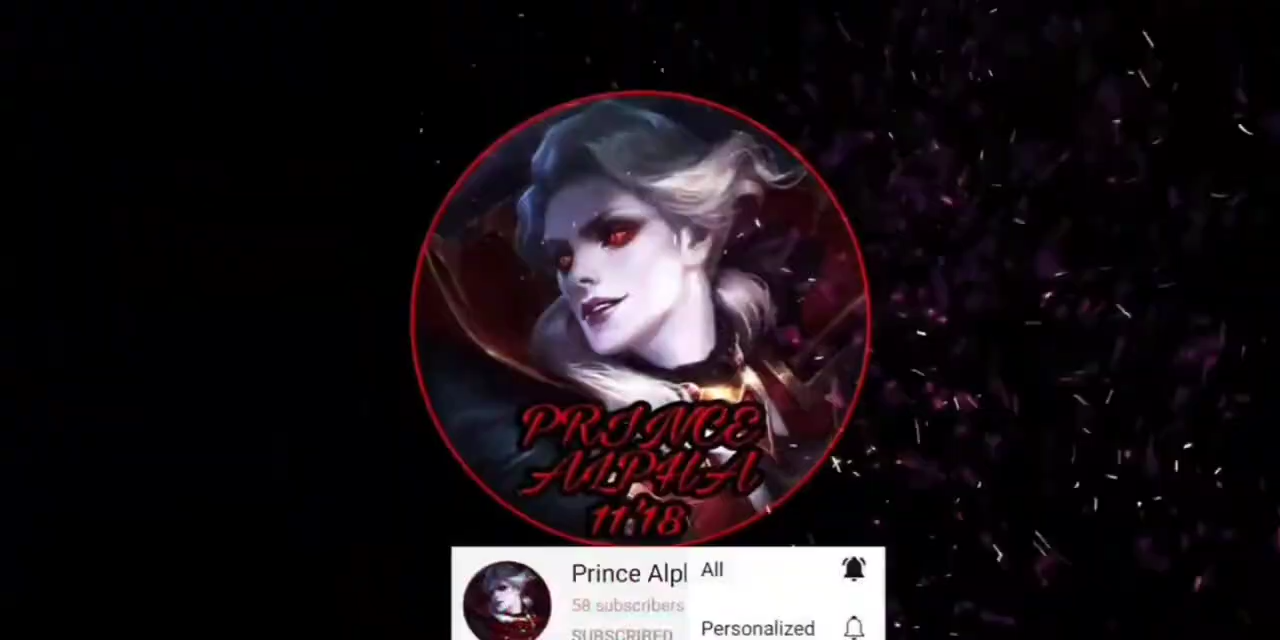 PRINCE
ALPHA
11'18
Prince Alpl
58 subscribers
SUBSCRIBED
All
Personalized